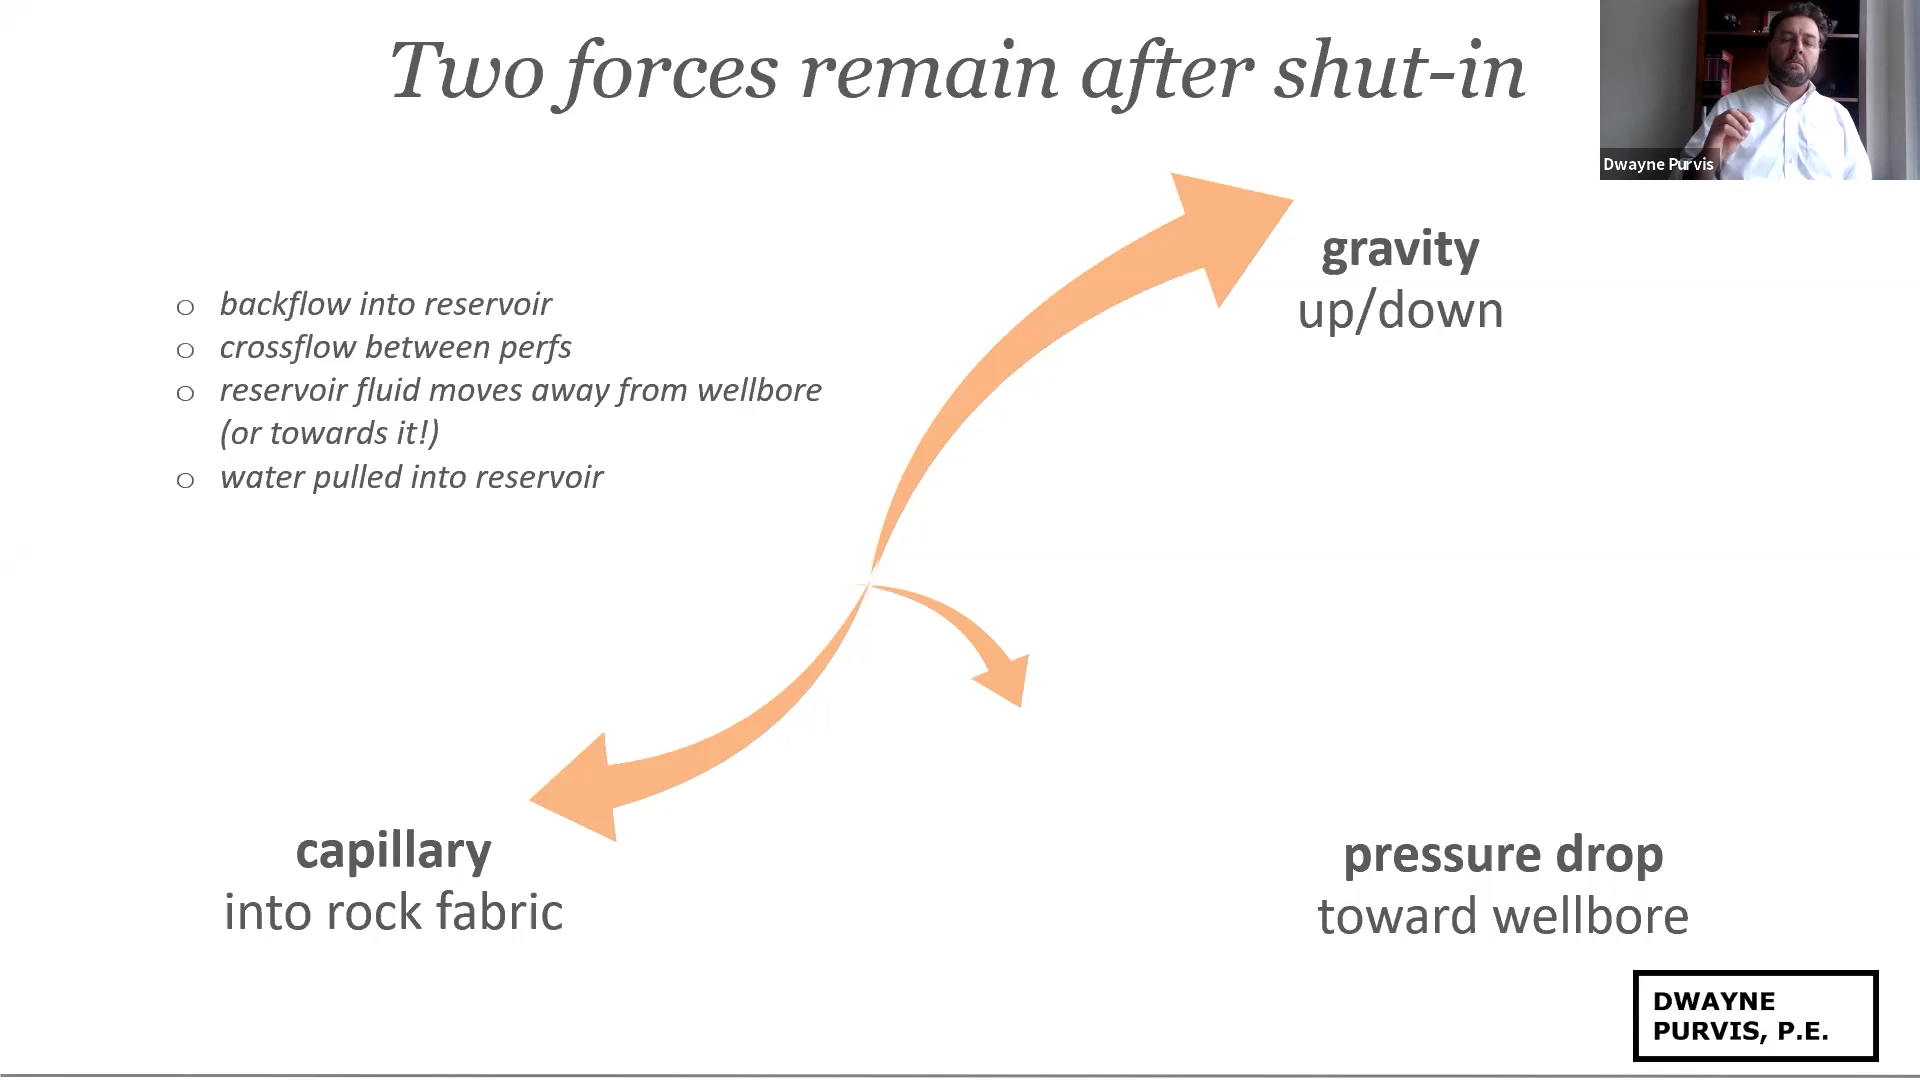 Two forces remain after shut-in
Dwayne Purvis
gravity
up/down
backflow into reservoir
crossflow between perfs
reservoir fluid moves away from wellbore
(or towards it!)
water pulled into reservoir
capillary
into rock fabric
pressure drop
toward wellbore
DWAYNE
PURVIS, P.E.